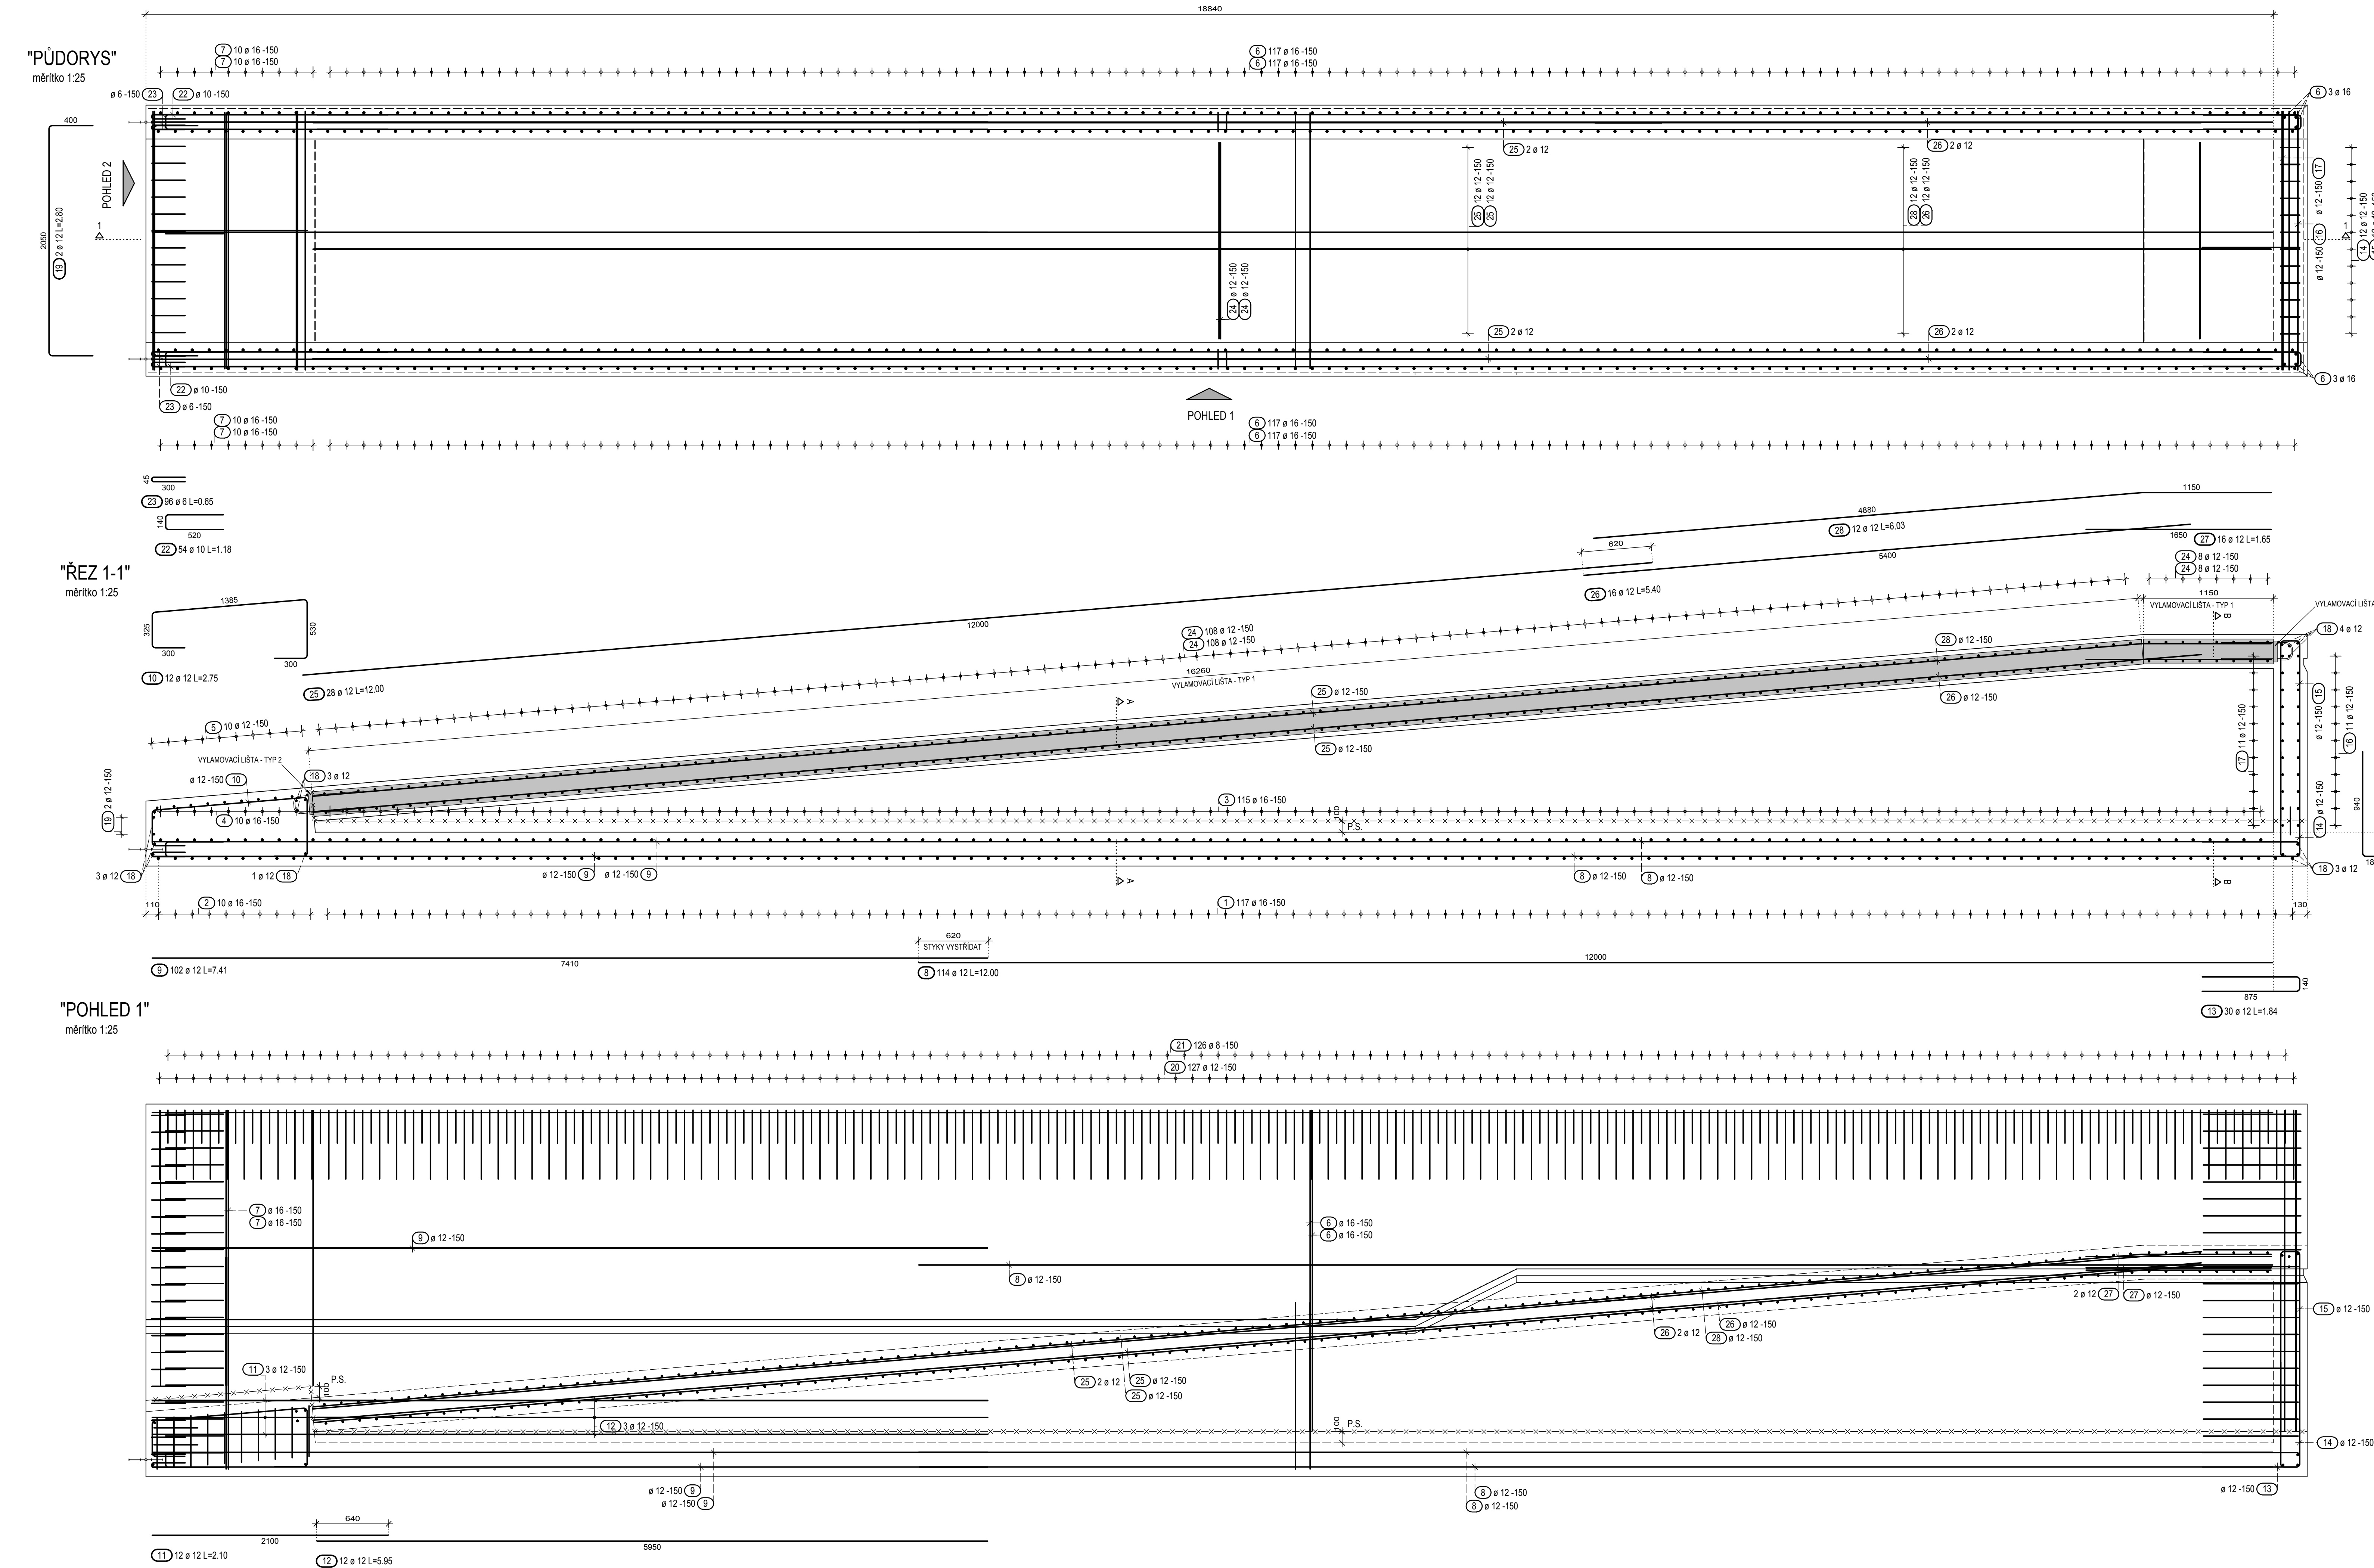 18840
"PŮDORYS"
měřítko 1:25
7 10 ø 16 -150
7 10 ø 16 -150
6 117 ø 16 -150
6 117 ø 16 -150
ø 6 -150 23
22 ø 10 -150
6 3 ø 16
400
POHLED 2
2050
19 2 ø 12 L=2.80
1
25 2 ø 12
26 2 ø 12
25 12 ø 12 -150
25 12 ø 12 -150
28 12 ø 12 -150
26 12 ø 12 -150
ø 12 -150 17
ø 12 -150 16
1
14 12 ø 12 -150
24 ø 12 -150
24 ø 12 -150
25 2 ø 12
26 2 ø 12
22 ø 10 -150
23 ø 6 -150
6 3 ø 16
POHLED 1
7 10 ø 16 -150
7 10 ø 16 -150
6 117 ø 16 -150
6 117 ø 16 -150
45
300
23 96 ø 6 L=0.65
140
520
22 54 ø 10 L=1.18
"ŘEZ 1-1"
měřítko 1:25
1150
4880
28 12 ø 12 L=6.03
620
5400
1650
27 16 ø 12 L=1.65
24 8 ø 12 -150
24 8 ø 12 -150
26 16 ø 12 L=5.40
1385
325
530
300
300
10 12 ø 12 L=2.75
12000
25 28 ø 12 L=12.00
24 108 ø 12 -150
24 108 ø 12 -150
16260
VYLAMOVACÍ LIŠTA - TYP 1
1150
VYLAMOVACÍ LIŠTA - TYP 1
VYLAMOVACÍ LIŠTA
B
18 4 ø 12
28 ø 12 -150
25 ø 12 -150
26 ø 12 -150
25 ø 12 -150
A
5 10 ø 12 -150
VYLAMOVACÍ LIŠTA - TYP 2
ø 12 -150 10
18 3 ø 12
19 2 ø 12 -150
4 10 ø 16 -150
3 115 ø 16 -150
100
P.S.
17 11 ø 12 -150
ø 12 -150 15
16 11 ø 12 -150
14 ø 12 -150
940
3 ø 12 18
1 ø 12 18
ø 12 -150 9
ø 12 -150 9
A
8 ø 12 -150
8 ø 12 -150
B
18 3 ø 12
110
2 10 ø 16 -150
1 117 ø 16 -150
130
620
STYKY VYSTŘÍDAT
7410
9 102 ø 12 L=7.41
12000
8 114 ø 12 L=12.00
875
140
13 30 ø 12 L=1.84
"POHLED 1"
měřítko 1:25
21 126 ø 8 -150
20 127 ø 12 -150
7 ø 16 -150
7 ø 16 -150
9 ø 12 -150
8 ø 12 -150
6 ø 16 -150
6 ø 16 -150
2 ø 12 27
27 ø 12 -150
15 ø 12 -150
26 2 ø 12
26 ø 12 -150
28 ø 12 -150
11 3 ø 12 -150
P.S.
100
25 2 ø 12
25 ø 12 -150
25 ø 12 -150
12 3 ø 12 -150
100
P.S.
14 ø 12 -150
ø 12 -150 9
ø 12 -150 9
8 ø 12 -150
8 ø 12 -150
ø 12 -150 13
640
2100
5950
11 12 ø 12 L=2.10
12 12 ø 12 L=5.95